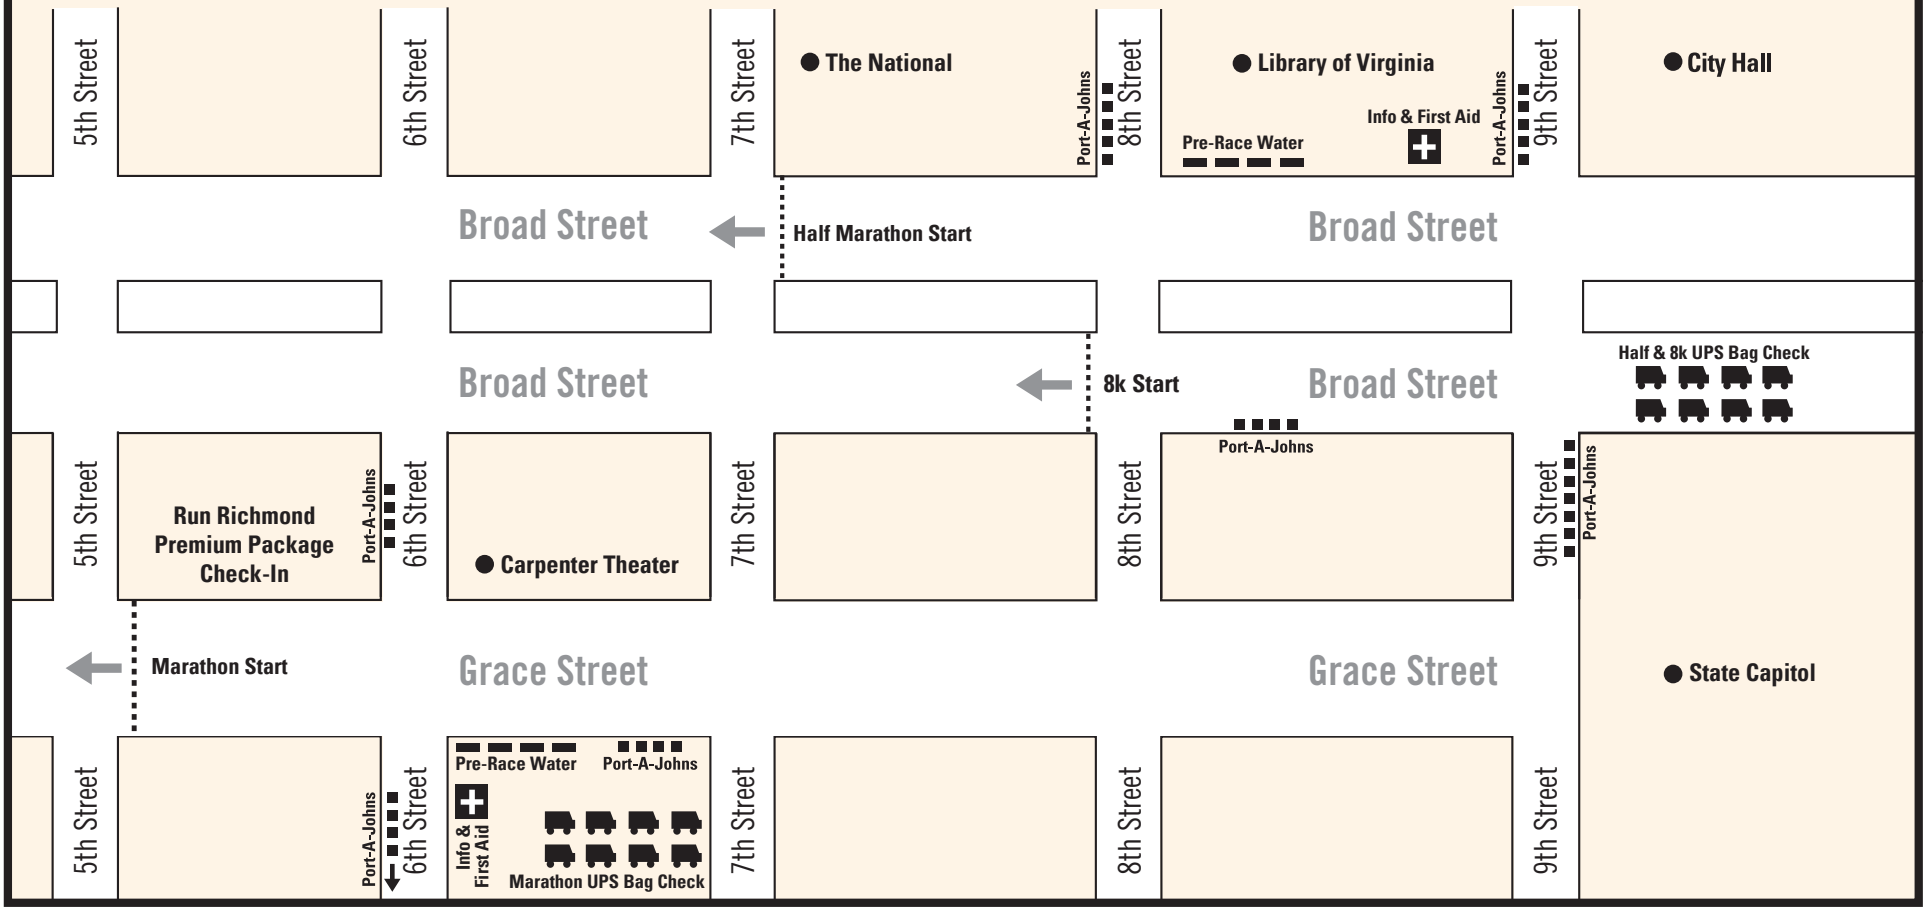 5th Street
6th Street
7th Street
The National
Port-A-Johns
8th Street
Library of Virginia
Info & First Aid
Pre-Race Water
Port-A-Johns
9th Street
City Hall
Broad Street
Half Marathon Start
Broad Street
Broad Street
8k Start
Broad Street
Half & 8k UPS Bag Check
Port-A-Johns
5th Street
Run Richmond
Premium Package
Check-In
Port-A-Johns
6th Street
Carpenter Theater
7th Street
8th Street
9th Street
Port-A-Johns
Marathon Start
Grace Street
Grace Street
State Capitol
5th Street
Port-A-Johns
6th Street
Pre-Race Water
Port-A-Johns
Info &
First Aid
Marathon UPS Bag Check
7th Street
8th Street
9th Street